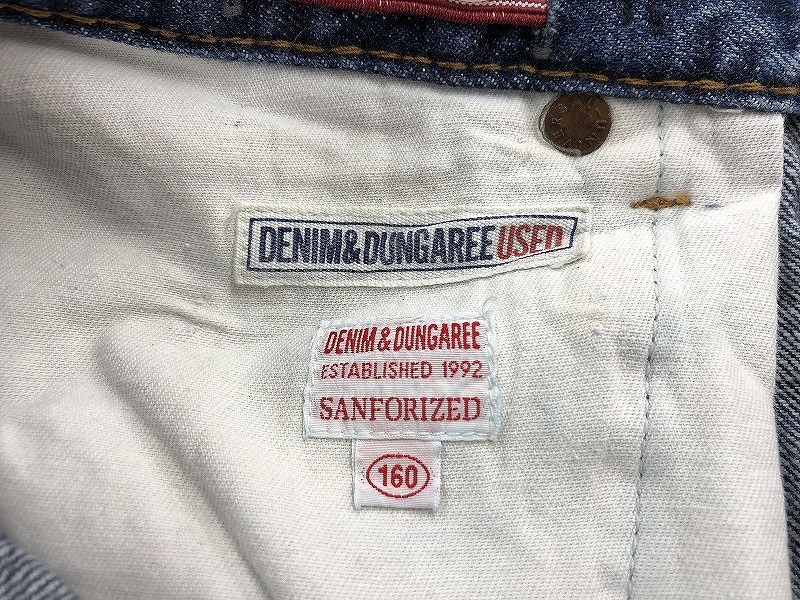 DENIM&DUNGAREE USED
DENIM & DUNGAREE
ESTABLISHED 1992
SANFORIZED
160